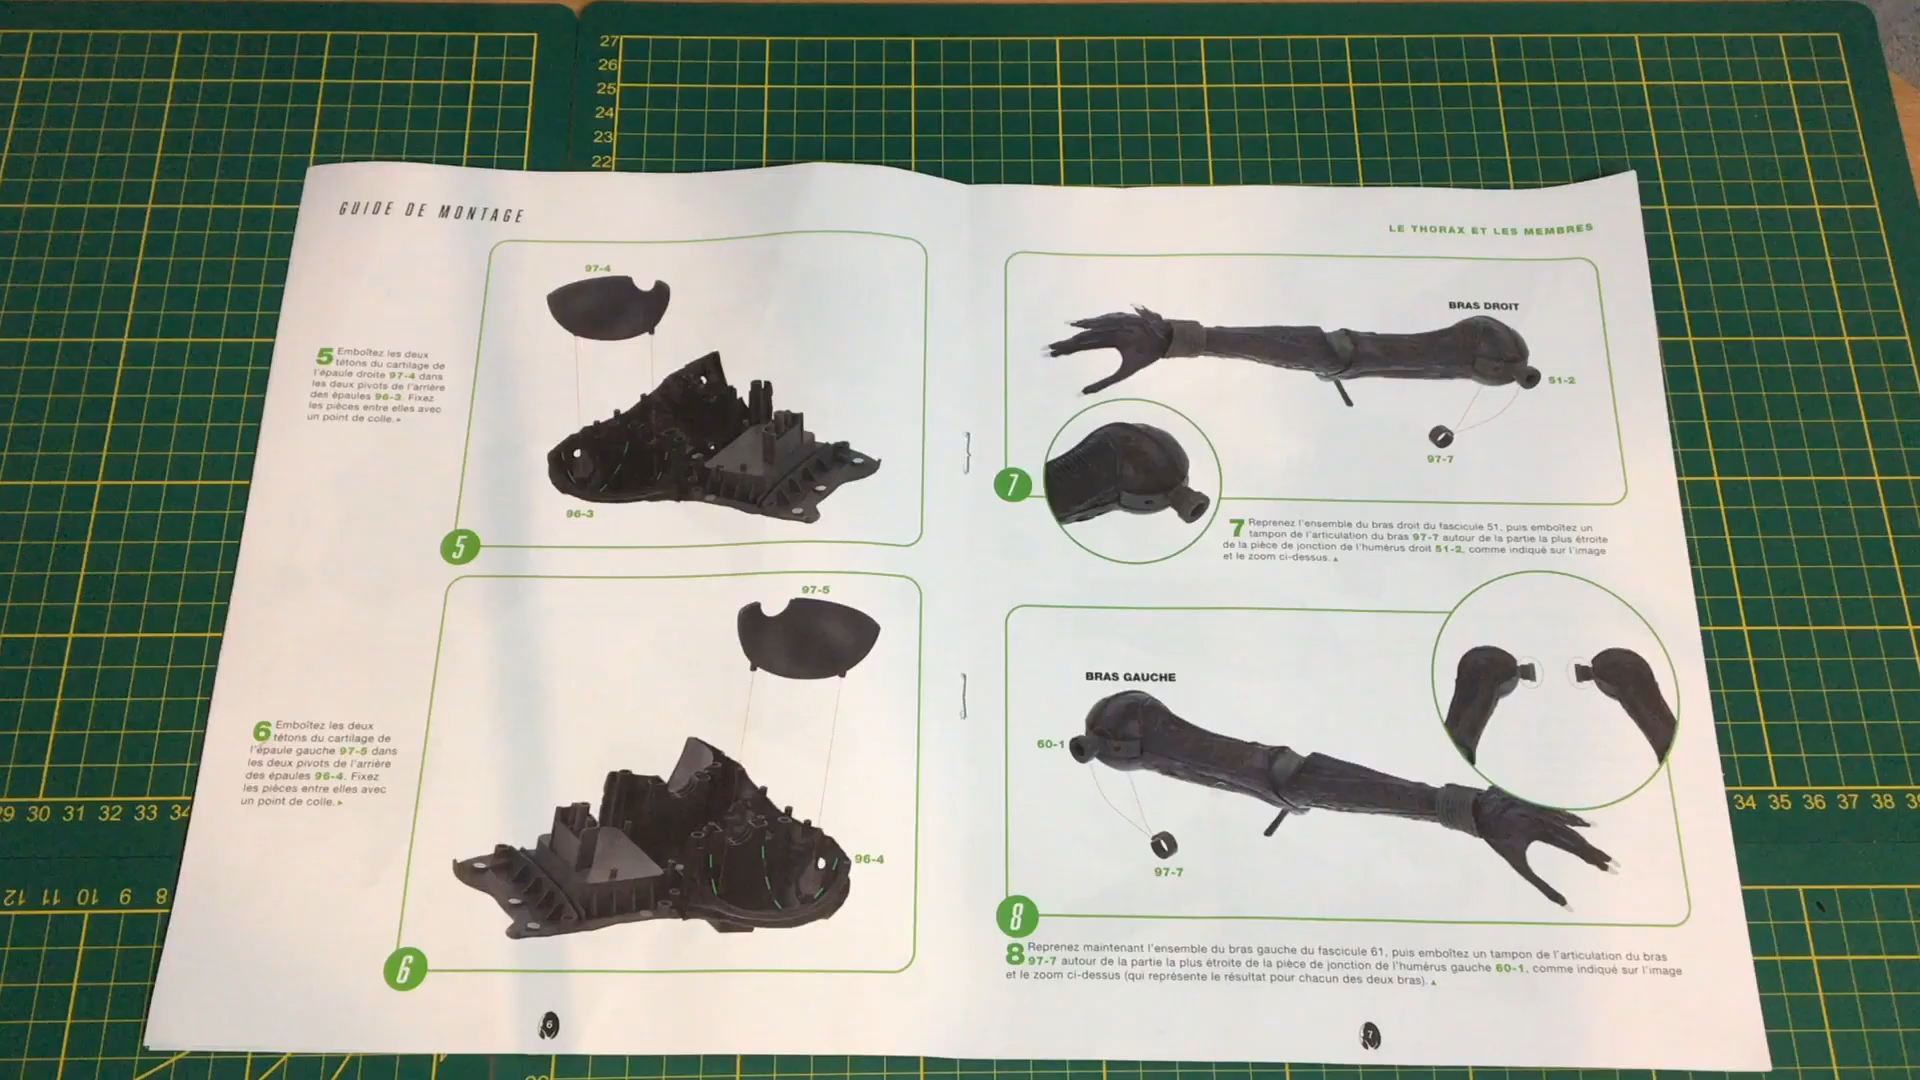 27
26
25
24
23
22
GUIDE DE MONTAGE
97-4
5 Emboîtez les deux
tétons du cartilage de
l'épaule droite 97-4 dans
les deux pivots de l'arrière
des épaules 96-3. Fixez
les pièces entre elles avec
un point de colle.
96-3
5
97-5
6 Emboîtez les deux
tétons du cartilage de
l'épaule gauche 97-5 dans
les deux pivots de l'arrière
des épaules 96-4. Fixez
les pièces entre elles avec
un point de colle.
96-4
6
6
LE THORAX ET LES MEMBRES
BRAS DROIT
51-2
97-7
7
7 Reprenez l'ensemble du bras droit du fascicule 51, puis emboîtez un
tampon de l'articulation du bras 97-7 autour de la partie la plus étroite
de la pièce de jonction de l'humérus droit 51-2, comme indiqué sur l'image
et le zoom ci-dessus.
BRAS GAUCHE
60-1
97-7
8
8 Reprenez maintenant l'ensemble du bras gauche du fascicule 61, puis emboîtez un tampon de l'articulation du bras
97-7 autour de la partie la plus étroite de la pièce de jonction de l'humérus gauche 60-1, comme indiqué sur l'image
et le zoom ci-dessus (qui représente le résultat pour chacun des deux bras).
7
29 30 31 32 33 34
12 11 10 9 8
34 35 36 37 38